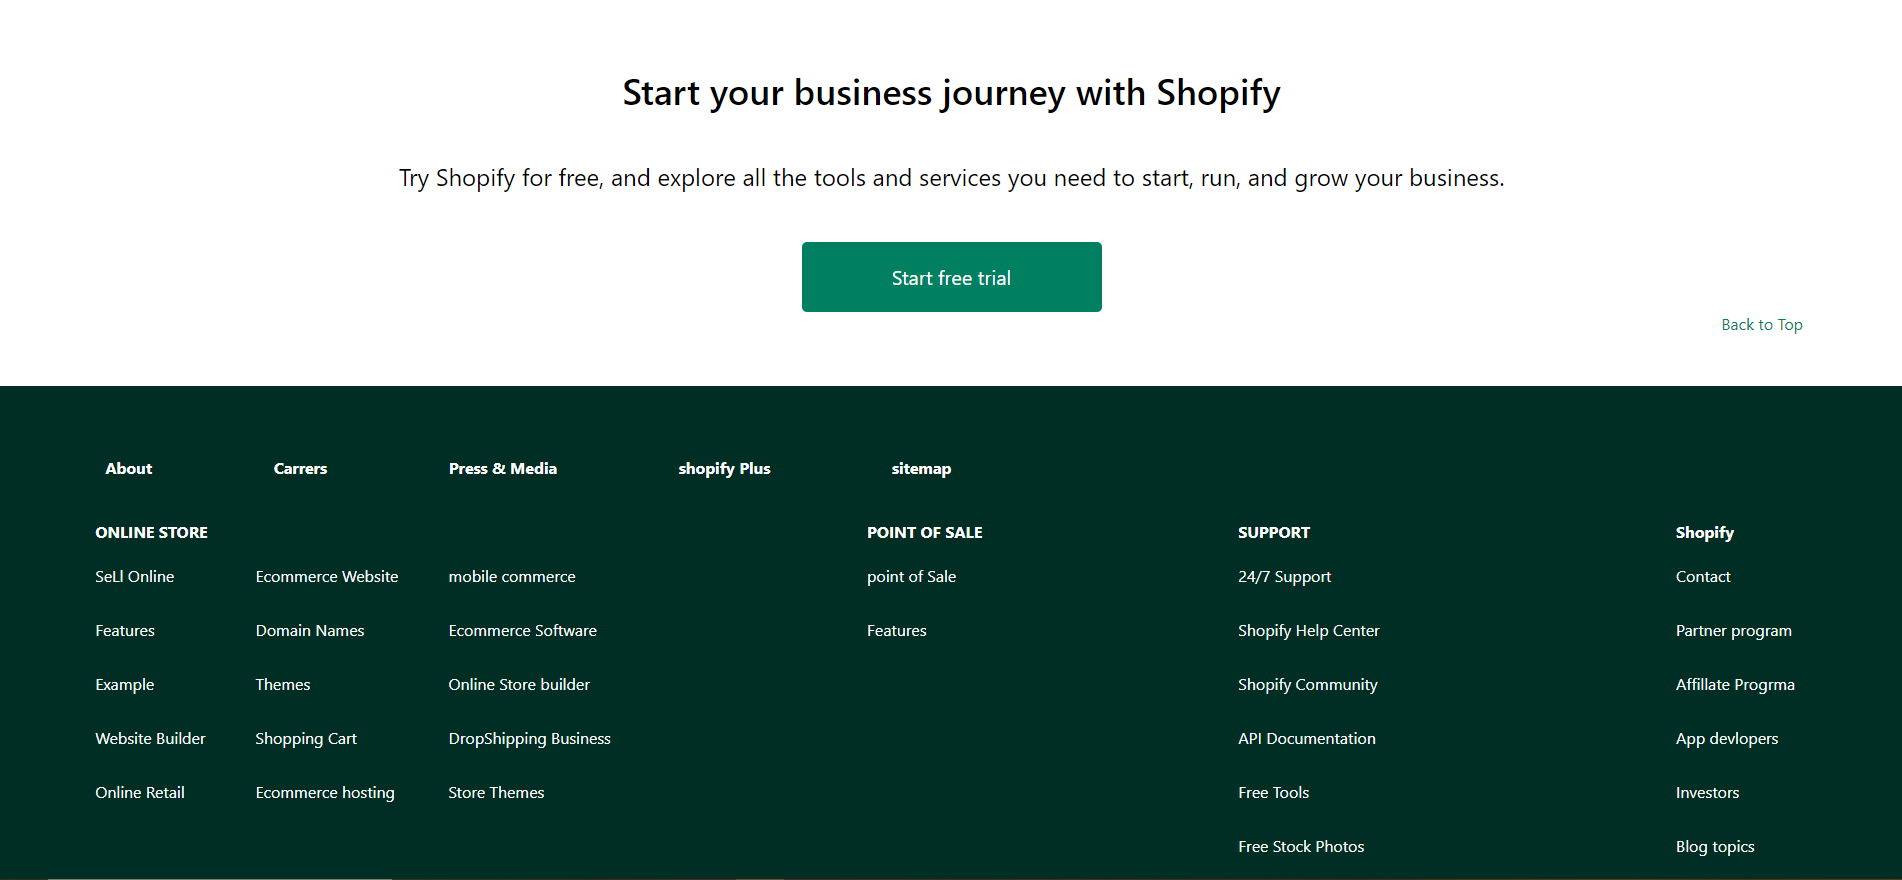 Start your business journey with Shopify
Try Shopify for free, and explore all the tools and services you need to start, run, and grow your business.
Start free trial
Back to Top
About Carrers Press & Media shopify Plus sitemap
ONLINE STORE POINT OF SALE SUPPORT Shopify
SeLl Online Ecommerce Website mobile commerce point of Sale 24/7 Support Contact
Features Domain Names Ecommerce Software Features Shopify Help Center Partner program
Example Themes Online Store builder Shopify Community Affillate Progrma
Website Builder Shopping Cart DropShipping Business API Documentation App devlopers
Online Retail Ecommerce hosting Store Themes Free Tools Investors
Free Stock Photos Blog topics